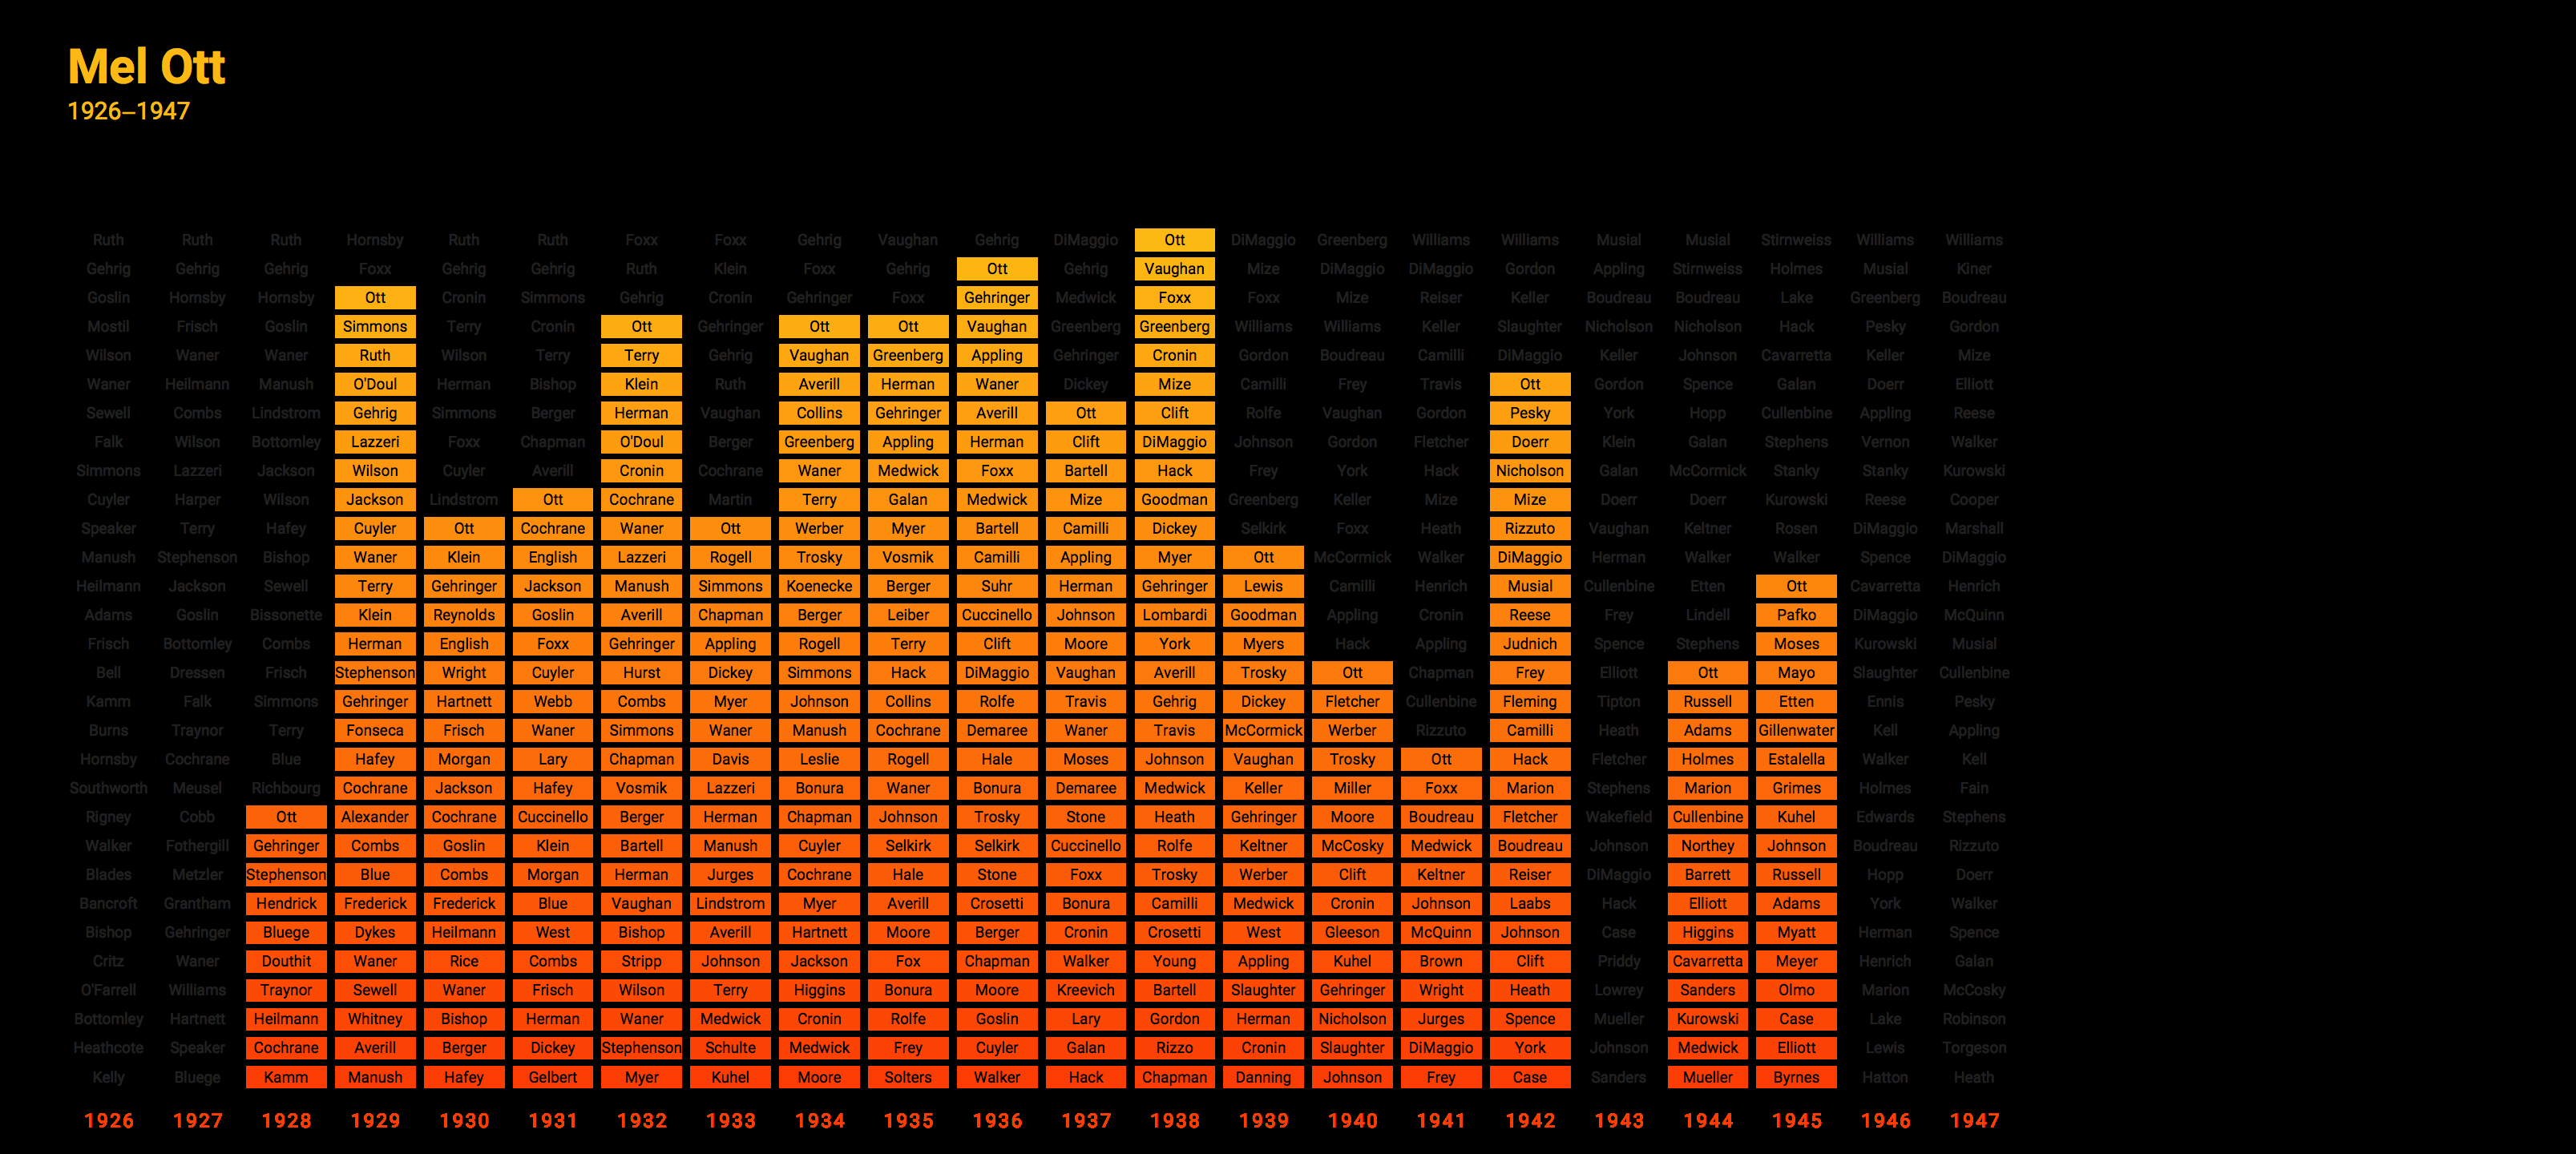 Mel Ott
1926–1947
Ruth Ruth Ruth Hornsby Ruth Ruth Foxx Foxx Gehrig Vaughan Gehrig DiMaggio Ott DiMaggio Greenberg Williams Williams Musial Musial Stirnweiss Williams Williams
Gehrig Gehrig Gehrig Foxx Gehrig Gehrig Ruth Klein Foxx Gehrig Ott Gehrig Vaughan Mize DiMaggio DiMaggio Gordon Appling Stirnweiss Holmes Musial Kiner
Goslin Hornsby Hornsby Ott Cronin Simmons Gehrig Cronin Gehringer Foxx Gehringer Medwick Foxx Foxx Mize Reiser Keller Boudreau Boudreau Lake Greenberg Boudreau
Mostil Frisch Goslin Simmons Terry Cronin Ott Gehringer Ott Ott Vaughan Greenberg Greenberg Williams Williams Keller Slaughter Nicholson Nicholson Hack Pesky Gordon
Wilson Waner Waner Ruth Wilson Terry Terry Gehrig Vaughan Greenberg Appling Gehringer Cronin Gordon Boudreau Camilli DiMaggio Keller Johnson Cavarretta Keller Mize
Waner Heilmann Manush O'Doul Herman Bishop Klein Ruth Averill Herman Waner Dickey Mize Camilli Frey Travis Ott Gordon Spence Galan Doerr Elliott
Sewell Combs Lindstrom Gehrig Simmons Berger Herman Vaughan Collins Gehringer Averill Ott Clift Rolfe Vaughan Gordon Pesky York Hopp Cullenbine Appling Reese
Falk Wilson Bottomley Lazzeri Foxx Chapman O'Doul Berger Greenberg Appling Herman Clift DiMaggio Johnson Gordon Fletcher Doerr Klein Galan Stephens Vernon Walker
Simmons Lazzeri Jackson Wilson Cuyler Averill Cronin Cochrane Waner Medwick Foxx Bartell Hack Frey York Hack Nicholson Galan McCormick Stanky Stanky Kurowski
Cuyler Harper Wilson Jackson Lindstrom Ott Cochrane Martin Terry Galan Medwick Mize Goodman Greenberg Keller Mize Mize Doerr Doerr Kurowski Reese Cooper
Speaker Terry Hafey Cuyler Ott Cochrane Waner Ott Werber Myer Bartell Camilli Dickey Selkirk Foxx Heath Rizzuto Vaughan Keltner Rosen DiMaggio Marshall
Manush Stephenson Bishop Waner Klein English Lazzeri Rogell Trosky Vosmik Camilli Appling Myer Ott McCormick Walker DiMaggio Herman Walker Walker Spence DiMaggio
Heilmann Jackson Sewell Terry Gehringer Jackson Manush Simmons Koenecke Berger Suhr Herman Gehringer Lewis Camilli Henrich Musial Cullenbine Etten Ott Cavarretta Henrich
Adams Goslin Bissonette Klein Reynolds Goslin Averill Chapman Berger Leiber Cuccinello Johnson Lombardi Goodman Appling Cronin Reese Frey Lindell Pafko DiMaggio McQuinn
Frisch Bottomley Combs Herman English Foxx Gehringer Appling Rogell Terry Clift Moore York Myers Hack Appling Judnich Spence Stephens Moses Kurowski Musial
Bell Dressen Frisch Stephenson Wright Cuyler Hurst Dickey Simmons Hack DiMaggio Vaughan Averill Trosky Ott Chapman Frey Elliott Ott Mayo Slaughter Cullenbine
Kamm Falk Simmons Gehringer Hartnett Webb Combs Myer Johnson Collins Rolfe Travis Gehrig Dickey Fletcher Cullenbine Fleming Tipton Russell Etten Ennis Pesky
Burns Traynor Terry Fonseca Frisch Waner Simmons Waner Manush Cochrane Demaree Waner Travis McCormick Werber Rizzuto Camilli Heath Adams Gillenwater Kell Appling
Hornsby Cochrane Blue Hafey Morgan Lary Chapman Davis Leslie Rogell Hale Moses Johnson Vaughan Trosky Ott Hack Fletcher Holmes Estalella Walker Kell
Southworth Meusel Richbourg Cochrane Jackson Hafey Vosmik Lazzeri Bonura Waner Bonura Demaree Medwick Keller Miller Foxx Marion Stephens Marion Grimes Holmes Fain
Rigney Cobb Ott Alexander Cochrane Cuccinello Berger Herman Chapman Johnson Trosky Stone Heath Gehringer Moore Boudreau Fletcher Wakefield Cullenbine Kuhel Edwards Stephens
Walker Fothergill Gehringer Combs Goslin Klein Bartell Manush Cuyler Selkirk Selkirk Cuccinello Rolfe Keltner McCosky Medwick Boudreau Johnson Northey Johnson Boudreau Rizzuto
Blades Metzler Stephenson Blue Combs Morgan Herman Jurges Cochrane Hale Stone Foxx Trosky Werber Clift Keltner Reiser DiMaggio Barrett Russell Hopp Doerr
Bancroft Grantham Hendrick Frederick Frederick Blue Vaughan Lindstrom Myer Averill Crosetti Bonura Camilli Medwick Cronin Johnson Laabs Hack Elliott Adams York Walker
Bishop Gehringer Bluege Dykes Heilmann West Bishop Averill Hartnett Moore Berger Cronin Crosetti West Gleeson McQuinn Johnson Case Higgins Myatt Herman Spence
Critz Waner Douthit Waner Rice Combs Stripp Johnson Jackson Fox Chapman Walker Young Appling Kuhel Brown Clift Priddy Cavarretta Meyer Henrich Galan
O'Farrell Williams Traynor Sewell Waner Frisch Wilson Terry Higgins Bonura Moore Kreevich Bartell Slaughter Gehringer Wright Heath Lowrey Sanders Olmo Marion McCosky
Bottomley Hartnett Heilmann Whitney Bishop Herman Waner Medwick Cronin Rolfe Goslin Lary Gordon Herman Nicholson Jurges Spence Mueller Kurowski Case Lake Robinson
Heathcote Speaker Cochrane Averill Berger Dickey Stephenson Schulte Medwick Frey Cuyler Galan Rizzo Cronin Slaughter DiMaggio York Johnson Medwick Elliott Lewis Torgeson
Kelly Bluege Kamm Manush Hafey Gelbert Myer Kuhel Moore Solters Walker Hack Chapman Danning Johnson Frey Case Sanders Mueller Byrnes Hatton Heath
1926 1927 1928 1929 1930 1931 1932 1933 1934 1935 1936 1937 1938 1939 1940 1941 1942 1943 1944 1945 1946 1947